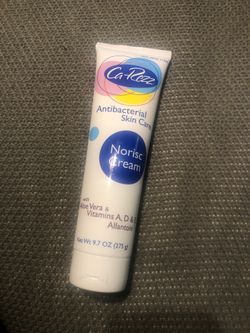 Ca-Rezz
Antibacterial
Skin Care
Norisc
Cream
with
Aloe Vera &
Vitamins A, D & E
Allantoin
Net Wt. 9.7 OZ (275 g)